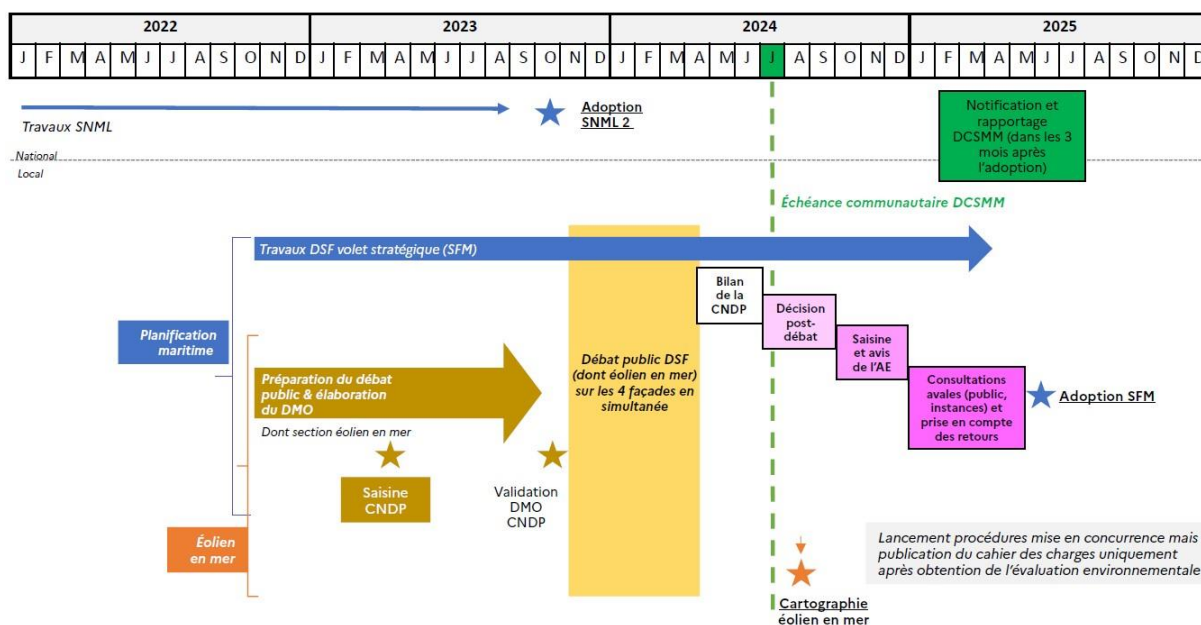 2022 2023 2024 2025
J F M A M J J A S O N D J F M A M J J A S O N D J F M A M J J A S O N D J F M A M J J A S O N D
Travaux SNML
Adoption
SNML 2
Notification et
rapportage
DCSMM (dans les 3
mois après
l'adoption)
National
Local
Échéance communautaire DCSMM
Travaux DSF volet stratégique (SFM)
Bilan
de la
CNDP
Décision
post-
débat
Saisine
et avis
de l'AE
Planification
maritime
Préparation du débat
public & élaboration
du DMO
Dont section éolien en mer
Débat public DSF
(dont éolien en mer)
sur les 4 façades en
simultanée
Consultations
avales (public,
instances) et
prise en compte
des retours
Adoption SFM
Saisine
CNDP
Validation
DMO
CNDP
Éolien
en mer
Lancement procédures mise en concurrence mais
publication du cahier des charges uniquement
après obtention de l'évaluation environnementale
Cartographie
éolien en mer